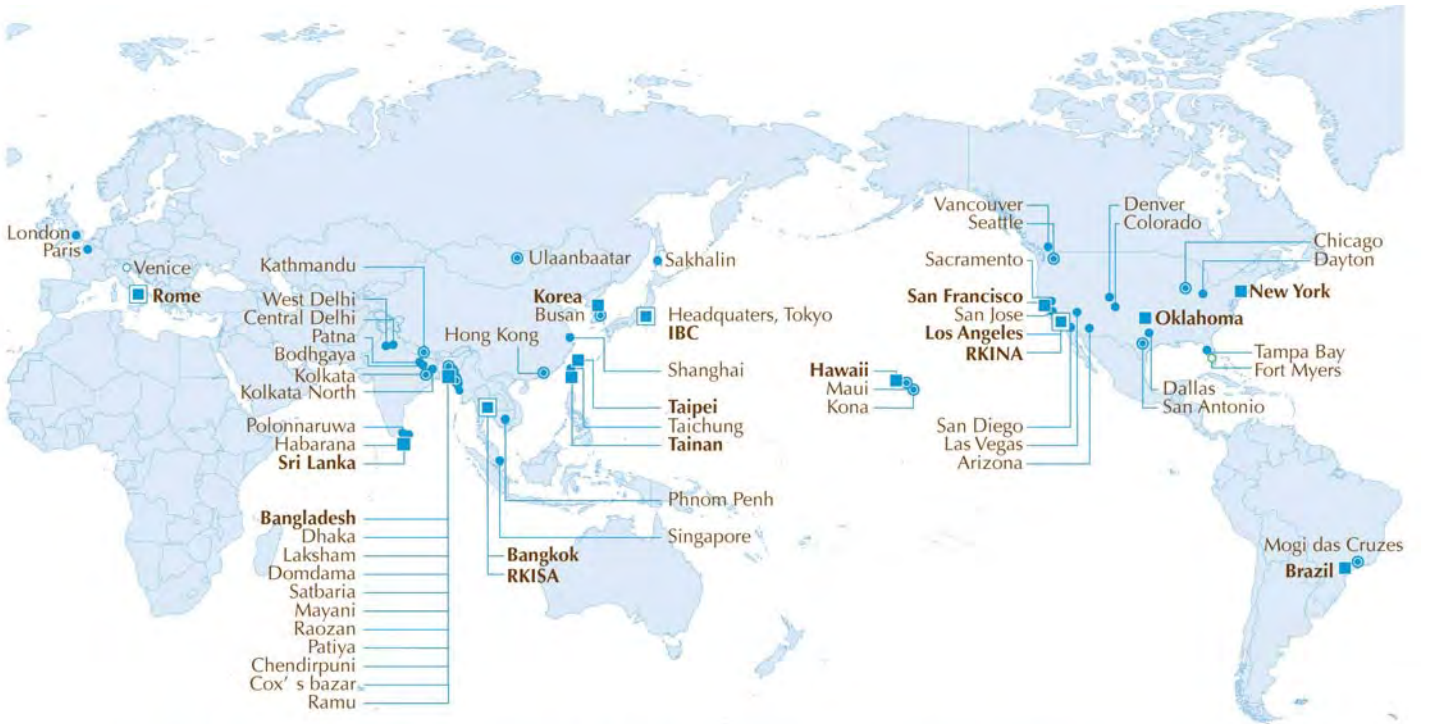 London
Paris
Venice
Rome
Kathmandu
West Delhi
Central Delhi
Patna
Bodhgaya
Kolkata
Kolkata North
Polonnaruwa
Habarana
Sri Lanka
Bangladesh
Dhaka
Laksham
Domdama
Satbaria
Mayani
Raozan
Patiya
Chendirpuni
Cox’ s bazar
Ramu
Ulaanbaatar
Sakhalin
Korea
Busan
Hong Kong
Headquaters, Tokyo
IBC
Shanghai
Taipei
Taichung
Tainan
Phnom Penh
Singapore
Bangkok
RKISA
Hawaii
Maui
Kona
Vancouver
Seattle
Sacramento
San Francisco
San Jose
Los Angeles
RKINA
San Diego
Las Vegas
Arizona
Denver
Colorado
Chicago
Dayton
New York
Oklahoma
Tampa Bay
Fort Myers
Dallas
San Antonio
Mogi das Cruzes
Brazil